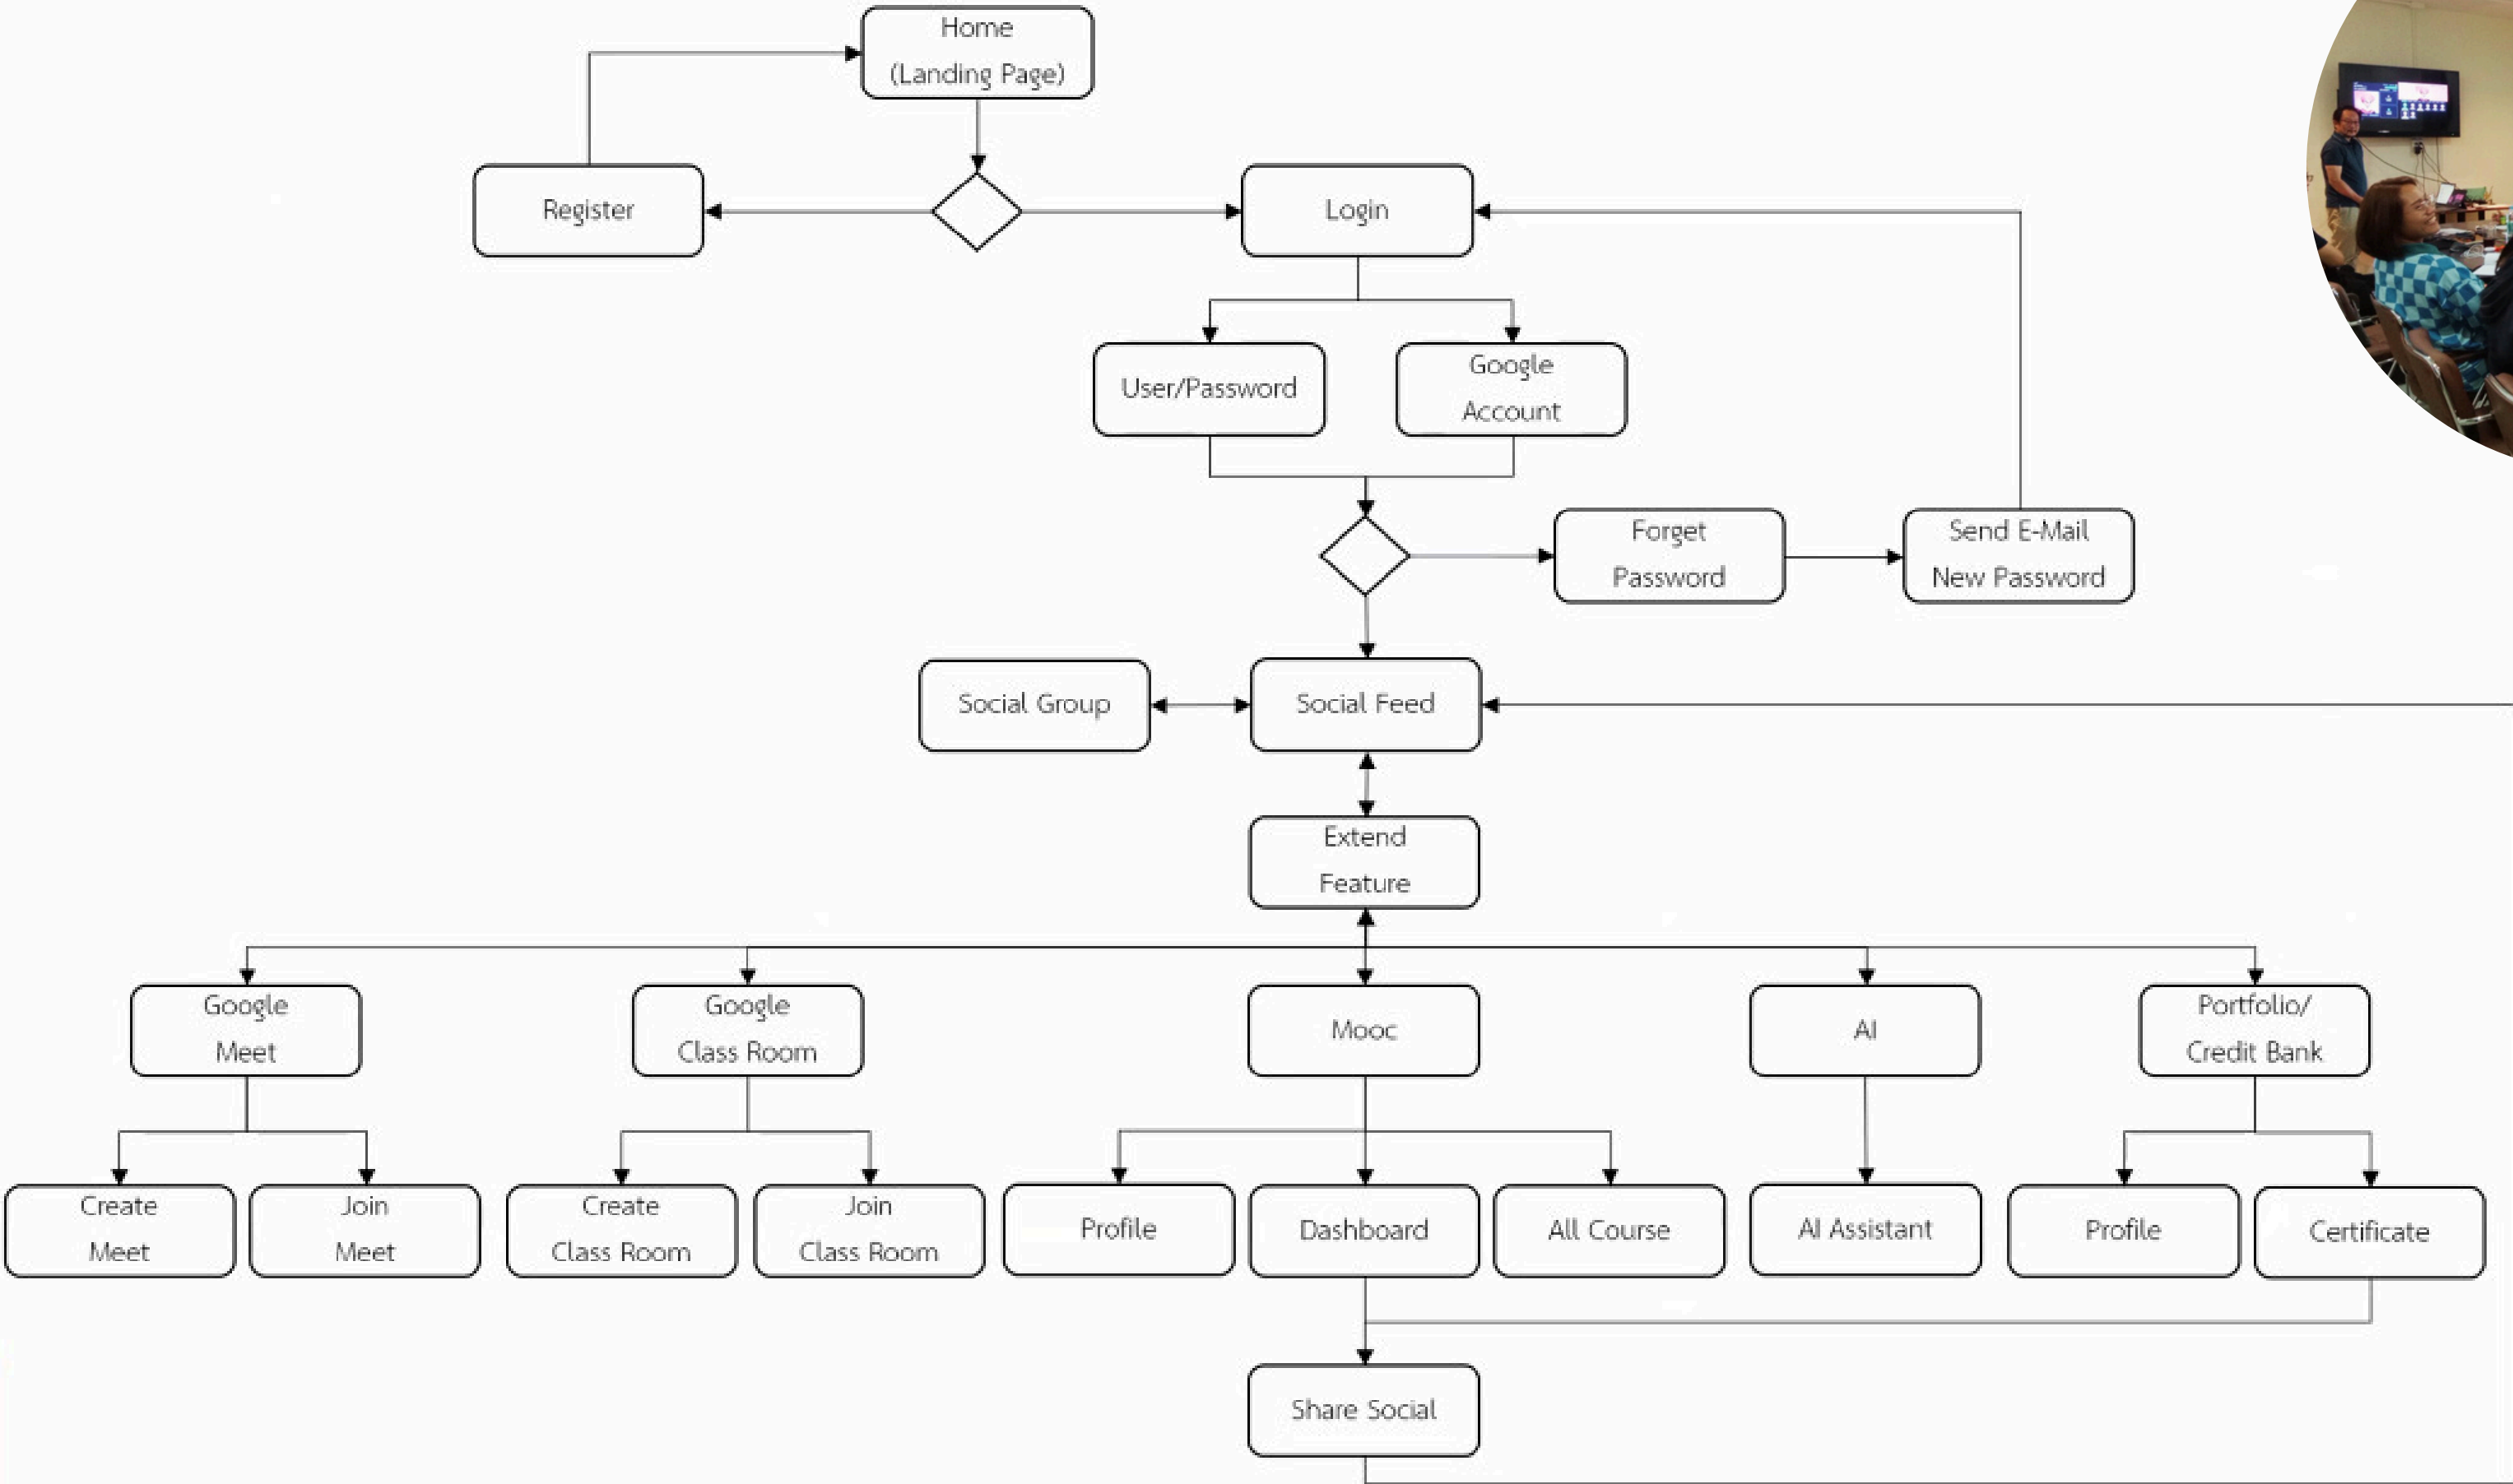 Home
(Landing Page)
Register
Login
User/Password
Google
Account
Forget
Password
Send E-Mail
New Password
Social Group
Social Feed
Extend
Feature
Google
Meet
Google
Class Room
Mooc
AI
Portfolio/
Credit Bank
Create
Meet
Join
Meet
Create
Class Room
Join
Class Room
Profile
Dashboard
All Course
AI Assistant
Profile
Certificate
Share Social